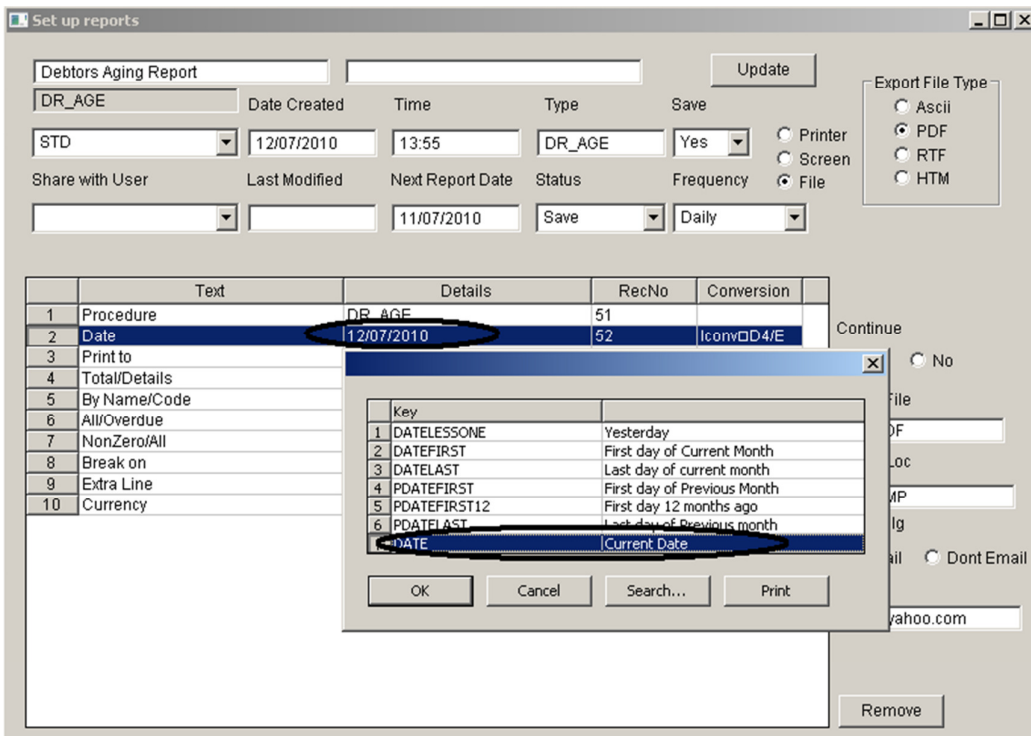 Set up reports
Debtors Aging Report
Update
Export File Type
DR_AGE
Date Created
Time
Type
Save
Ascii
STD
12/07/2010
13:55
DR_AGE
Yes
Printer
PDF
Screen
RTF
Share with User
Last Modified
Next Report Date
Status
Frequency
File
HTM
11/07/2010
Save
Daily
Text Details RecNo Conversion
1 Procedure DR_AGE 51
2 Date 12/07/2010 52 Iconv□D4/E
Continue
3 Print to
No
4 Total/Details
5 By Name/Code
File
6 All/Overdue
7 NonZero/All
8 Break on
9 Extra Line
10 Currency
Key
1 DATELESSONE Yesterday
2 DATEFIRST First day of Current Month
3 DATELAST Last day of current month
4 PDATEFIRST First day of Previous Month
5 PDATEFIRST12 First day 12 months ago
6 PDATELAST Last day of Previous month
DATE Current Date
OK Cancel Search... Print
DF
Loc
MP
lg
ail
Dont Email
yahoo.com
Remove